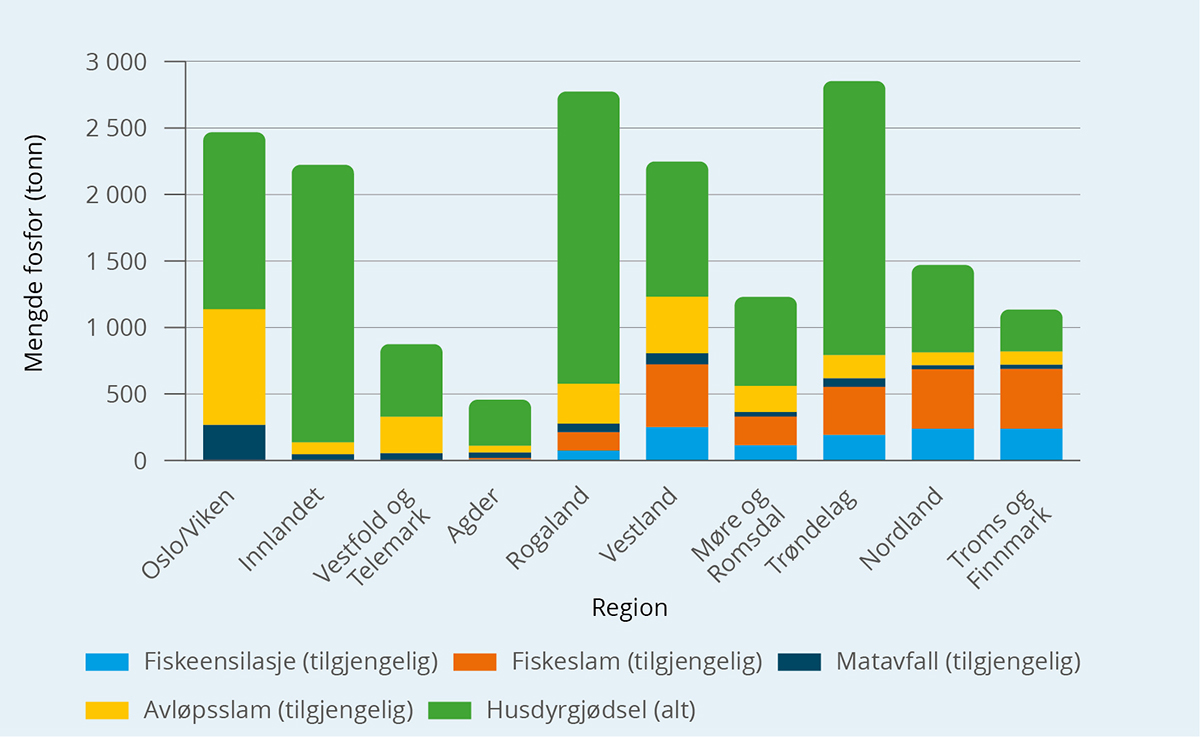 3 000
2 500
2 000
1 500
1 000
500
0
Mengde fosfor (tonn)
Oslo/Viken
Innlandet
Vestfold og
Telemark
Agder
Rogaland
Vestland
Møre og
Romsdal
Trøndelag
Nordland
Troms og
Finnmark
Region
Fiskeensilasje (tilgjengelig)
Fiskeslam (tilgjengelig)
Matavfall (tilgjengelig)
Avløpsslam (tilgjengelig)
Husdyrgjødsel (alt)